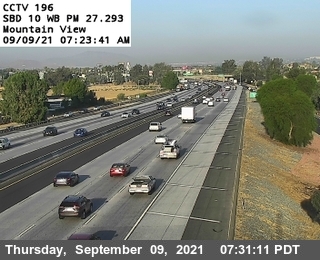 CCTV 196
SBD 10 WB PM 27.293
Mountain View
09/09/21 07:23:41 AM
Thursday, September 09, 2021 07:31:11 PDT